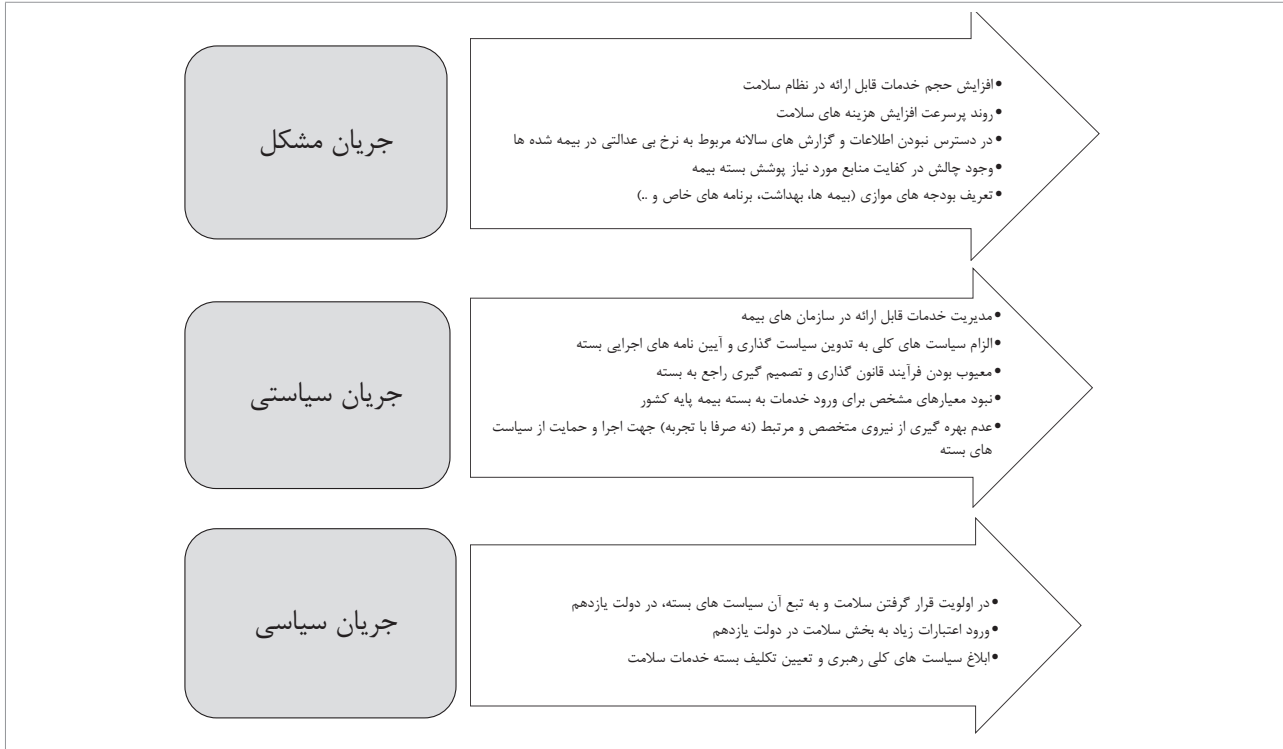 جریان مشکل
•افزایش حجم خدمات قابل ارائه در نظام سلامت
•روند پرسرعت افزایش هزینه های سلامت
•در دسترس نبودن اطلاعات و گزارش های سالانه مربوط به نرخ بی عدالتی در بیمه شده ها
•وجود چالش در کفایت منابع مورد نیاز پوشش بسته بیمه
•تعریف بودجه های موازی (بیمه ها، بهداشت، برنامه های خاص و ..)
جریان سیاستی
•مدیریت خدمات قابل ارائه در سازمان های بیمه
•الزام سیاست های کلی به تدوین سیاست گذاری و آیین نامه های اجرایی بسته
•معیوب بودن فرآیند قانون گذاری و تصمیم گیری راجع به بسته
•نبود معیارهای مشخص برای ورود خدمات به بسته بیمه پایه کشور
•عدم بهره گیری از نیروی متخصص و مرتبط (نه صرفا با تجربه) جهت اجرا و حمایت از سیاست
های بسته
جریان سیاسی
•در اولویت قرار گرفتن سلامت و به تبع آن سیاست های بسته، در دولت یازدهم
•ورود اعتبارات زیاد به بخش سلامت در دولت یازدهم
•ابلاغ سیاست های کلی رهبری و تعیین تکلیف بسته خدمات سلامت